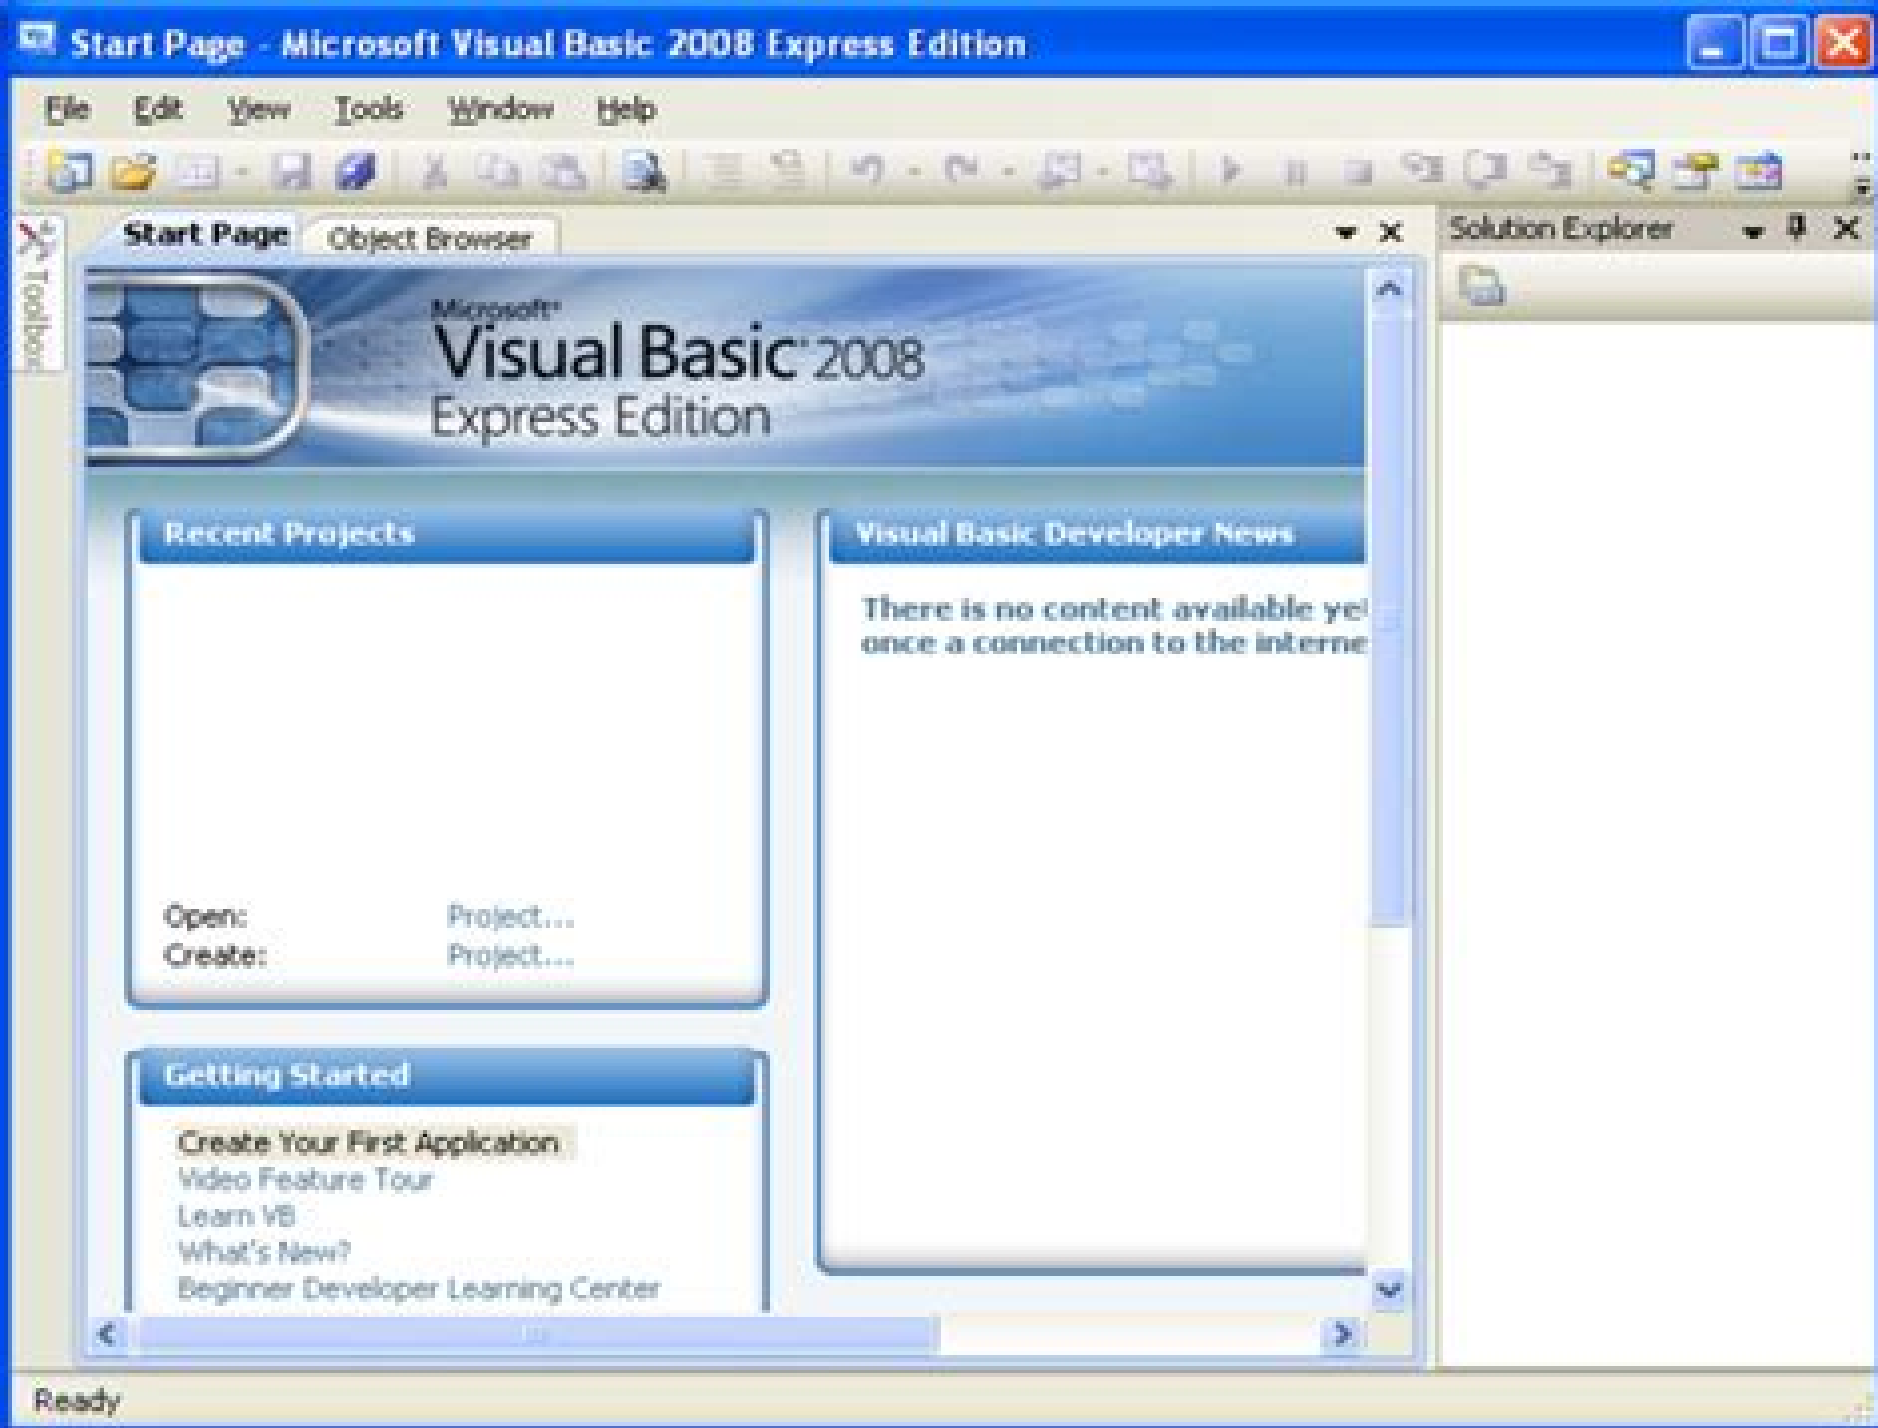 Start Page - Microsoft Visual Basic 2008 Express Edition
File Edit View Tools Window Help
Toolbox
Start Page Object Browser
Solution Explorer
Microsoft®
Visual Basic 2008
Express Edition
Recent Projects
Open: Project...
Create: Project...
Getting Started
Create Your First Application
Video Feature Tour
Learn VB
What's New?
Beginner Developer Learning Center
Visual Basic Developer News
There is no content available yet
once a connection to the interne
Ready